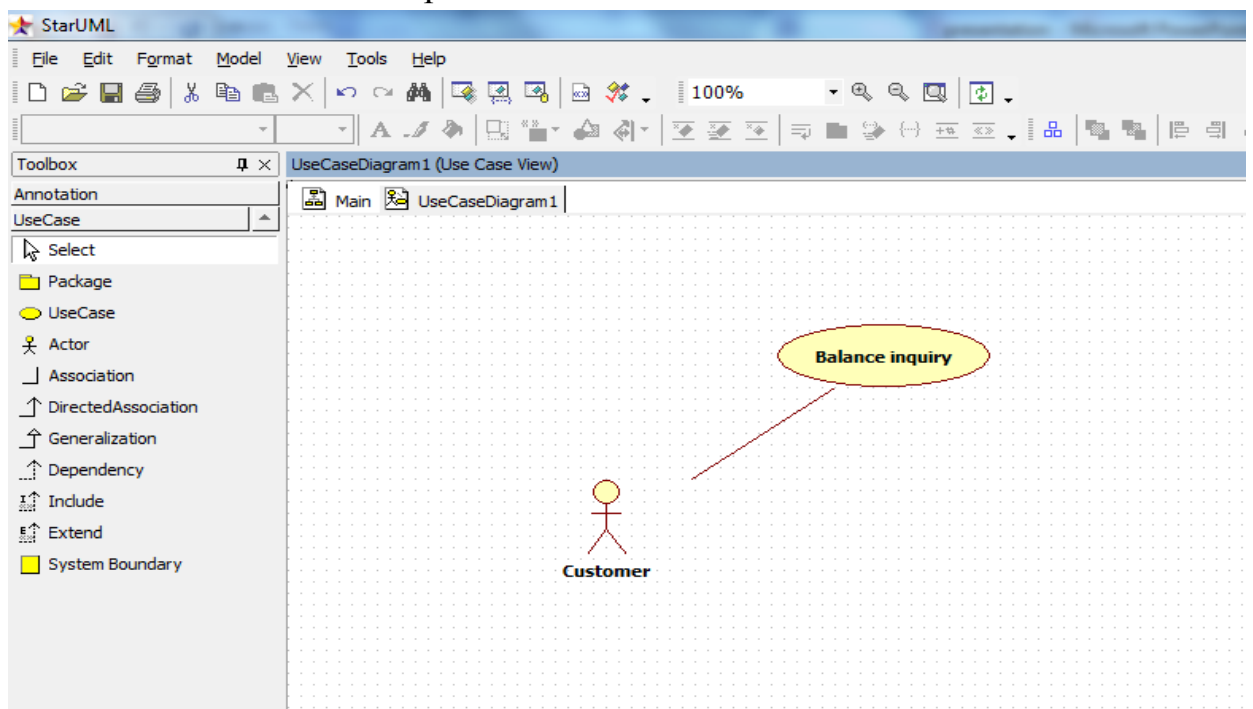 StarUML
File Edit Format Model View Tools Help
100%
Toolbox
UseCaseDiagram1 (Use Case View)
Annotation
Main UseCaseDiagram1
UseCase
Select
Package
UseCase
Actor
Association
DirectedAssociation
Generalization
Dependency
Include
Extend
System Boundary
Balance inquiry
Customer